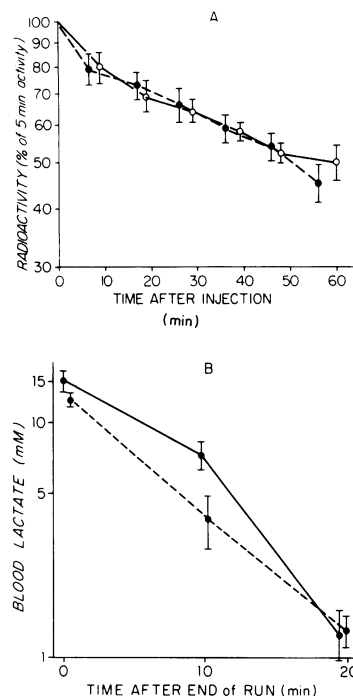 A
100
90
80
70
60
50
40
30
RADIOACTIVITY (% of 5 min activity)
0 10 20 30 40 50 60
TIME AFTER INJECTION
(min)
B
15
10
5
1
BLOOD LACTATE (mM)
0 10 20
TIME AFTER END of RUN (min)